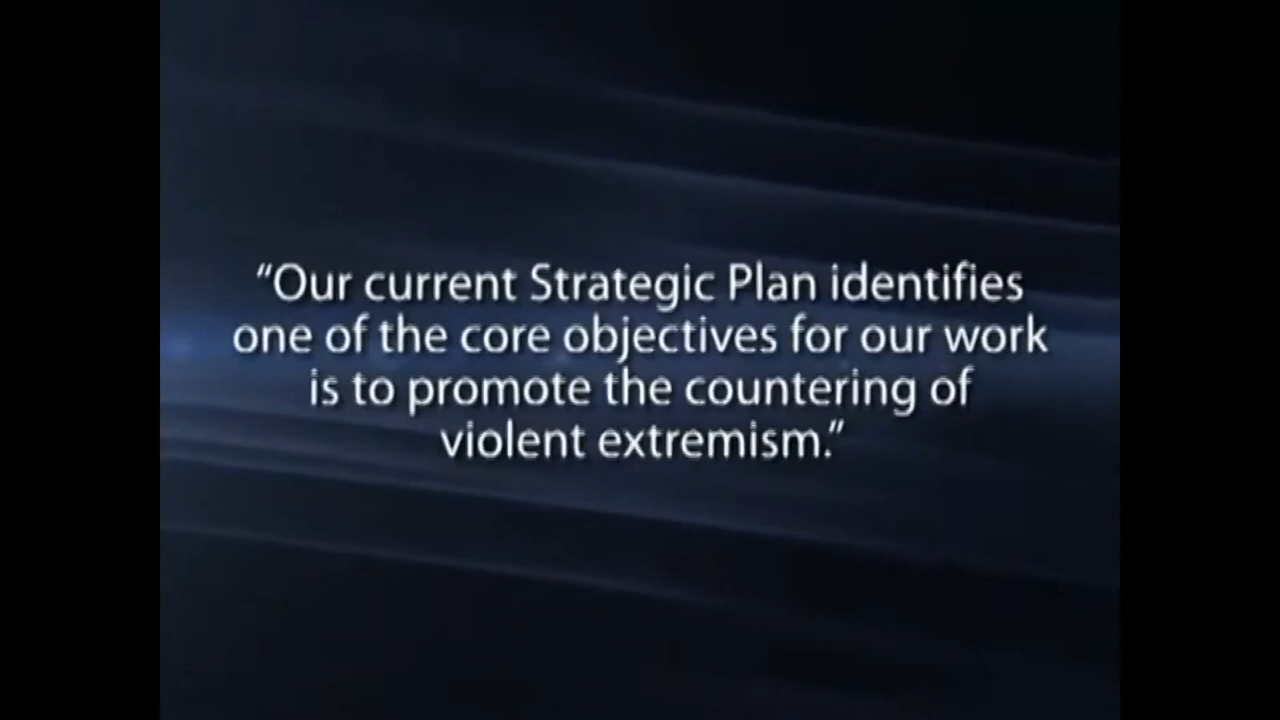 “Our current Strategic Plan identifies
one of the core objectives for our work
is to promote the countering of
violent extremism.”